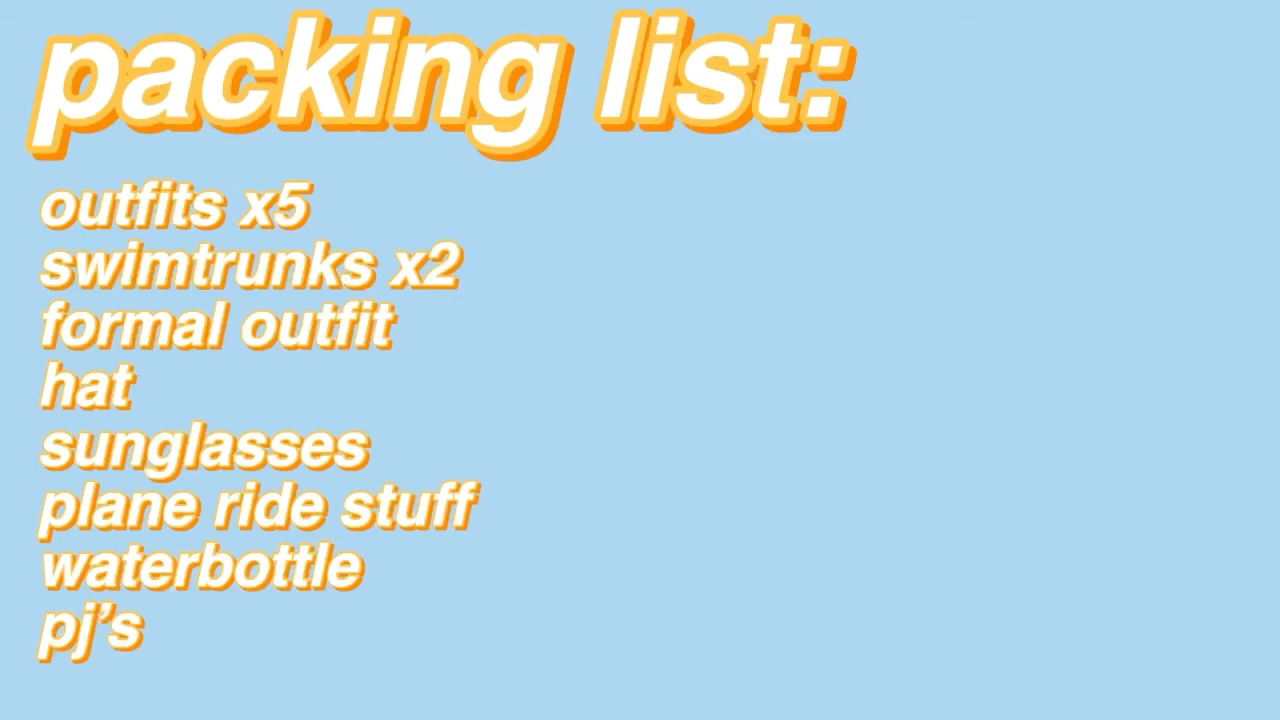 packing list:
outfits x5
swimtrunks x2
formal outfit
hat
sunglasses
plane ride stuff
waterbottle
pj’s